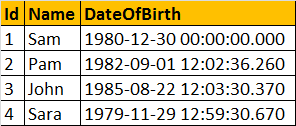 Id Name DateOfBirth
1 Sam 1980-12-30 00:00:00.000
2 Pam 1982-09-01 12:02:36.260
3 John 1985-08-22 12:03:30.370
4 Sara 1979-11-29 12:59:30.670